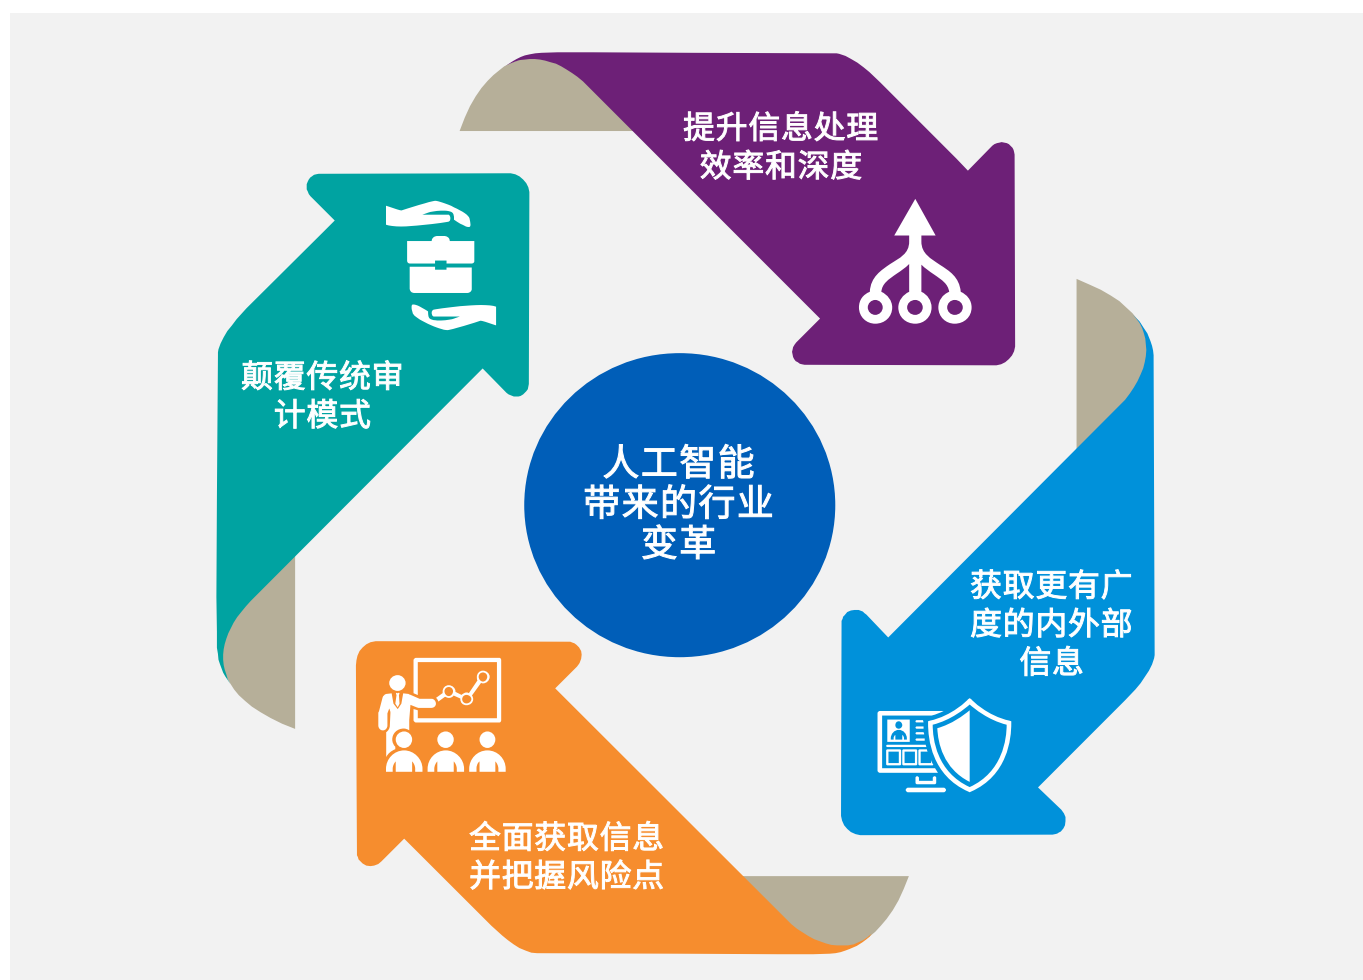 提升信息处理
效率和深度
颠覆传统审
计模式
人工智能
带来的行业
变革
获取更有广
度的内外部
信息
全面获取信息
并把握风险点